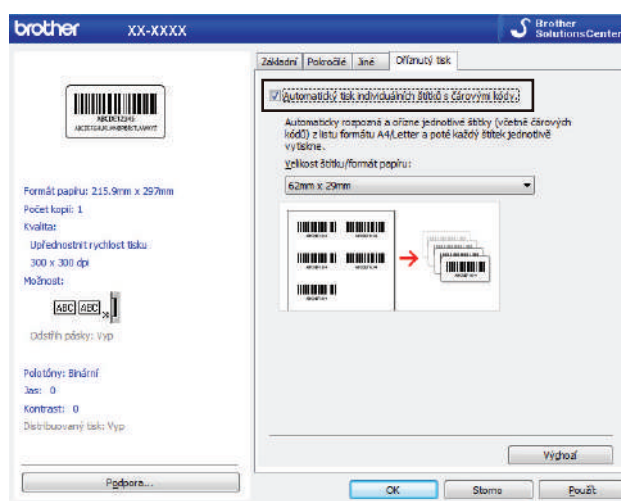 brother XX-XXXX
Brother
SolutionsCenter
Základní Pokročilé Jiné Oříznutý tisk
Automatický tisk individuálních štítků s čárovými kódy.
Automaticky rozpozná a ořízne jednotlivé štítky (včetně čárových
kódů) z listu formátu A4/Letter a poté každý štítek jednotlivě
vytiskne.
Velikost štítku/formát papíru:
62mm x 29mm
ABCDE12345
Formát papíru: 215.9mm x 297mm
Počet kopií: 1
Kvalita:
Upřednostnit rychlost tisku
300 x 300 dpi
Možnost:
ABC ABC
Odstřih pásky: Vyp
Polotóny: Binární
Jas: 0
Kontrast: 0
Distribuovaný tisk: Vyp
Výchozí
Podpora...
OK Storno Použít